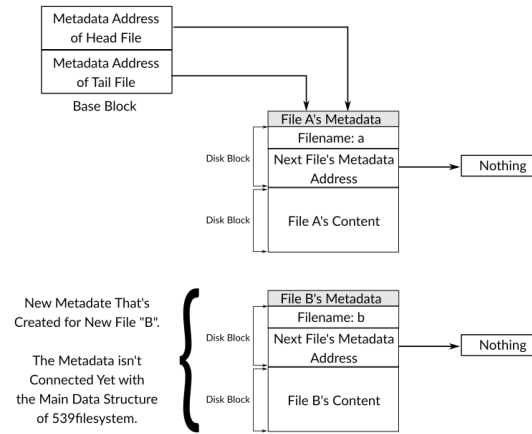 Metadata Address
of Head File
Metadata Address
of Tail File
Base Block
File A's Metadata
Filename: a
Disk Block
Next File's Metadata
Address
Nothing
Disk Block
File A's Content
New Metadate That's
Created for New File "B".
The Metadata isn't
Connected Yet with
the Main Data Structure
of 539filesystem.
File B's Metadata
Filename: b
Disk Block
Next File's Metadata
Address
Nothing
Disk Block
File B's Content